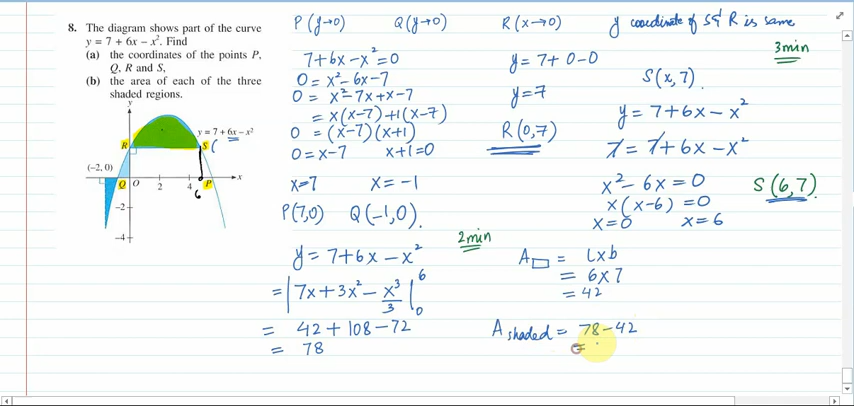 8. The diagram shows part of the curve
y = 7 + 6x − x². Find
(a) the coordinates of the points P,
Q, R and S,
(b) the area of each of the three
shaded regions.
y
y = 7 + 6x − x²
R
S (
(−2, 0)
Q O 2 4 P x
6
−2
−4
P(y→0) Q(y→0) R(x→0) y coordinate of S & R is same
3min
7+6x−x²=0
0 = x²−6x−7
0 = x²−7x+x−7
= x(x−7)+1(x−7)
0 = (x−7)(x+1)
0 = x−7 x+1=0
x=7 x=−1
P(7,0) Q(−1,0).
y = 7+0−0
y=7
R(0,7)
S(x,7)
y = 7+6x−x²
7 = 7+6x−x²
x²−6x=0
x(x−6)=0
x=0 x=6
S(6,7)
2min
y = 7+6x−x²
= |7x+3x²−x³/3|₀⁶
= 42+108−72
= 78
A▭ = l×b
= 6×7
= 42
A shaded = 78−42
=